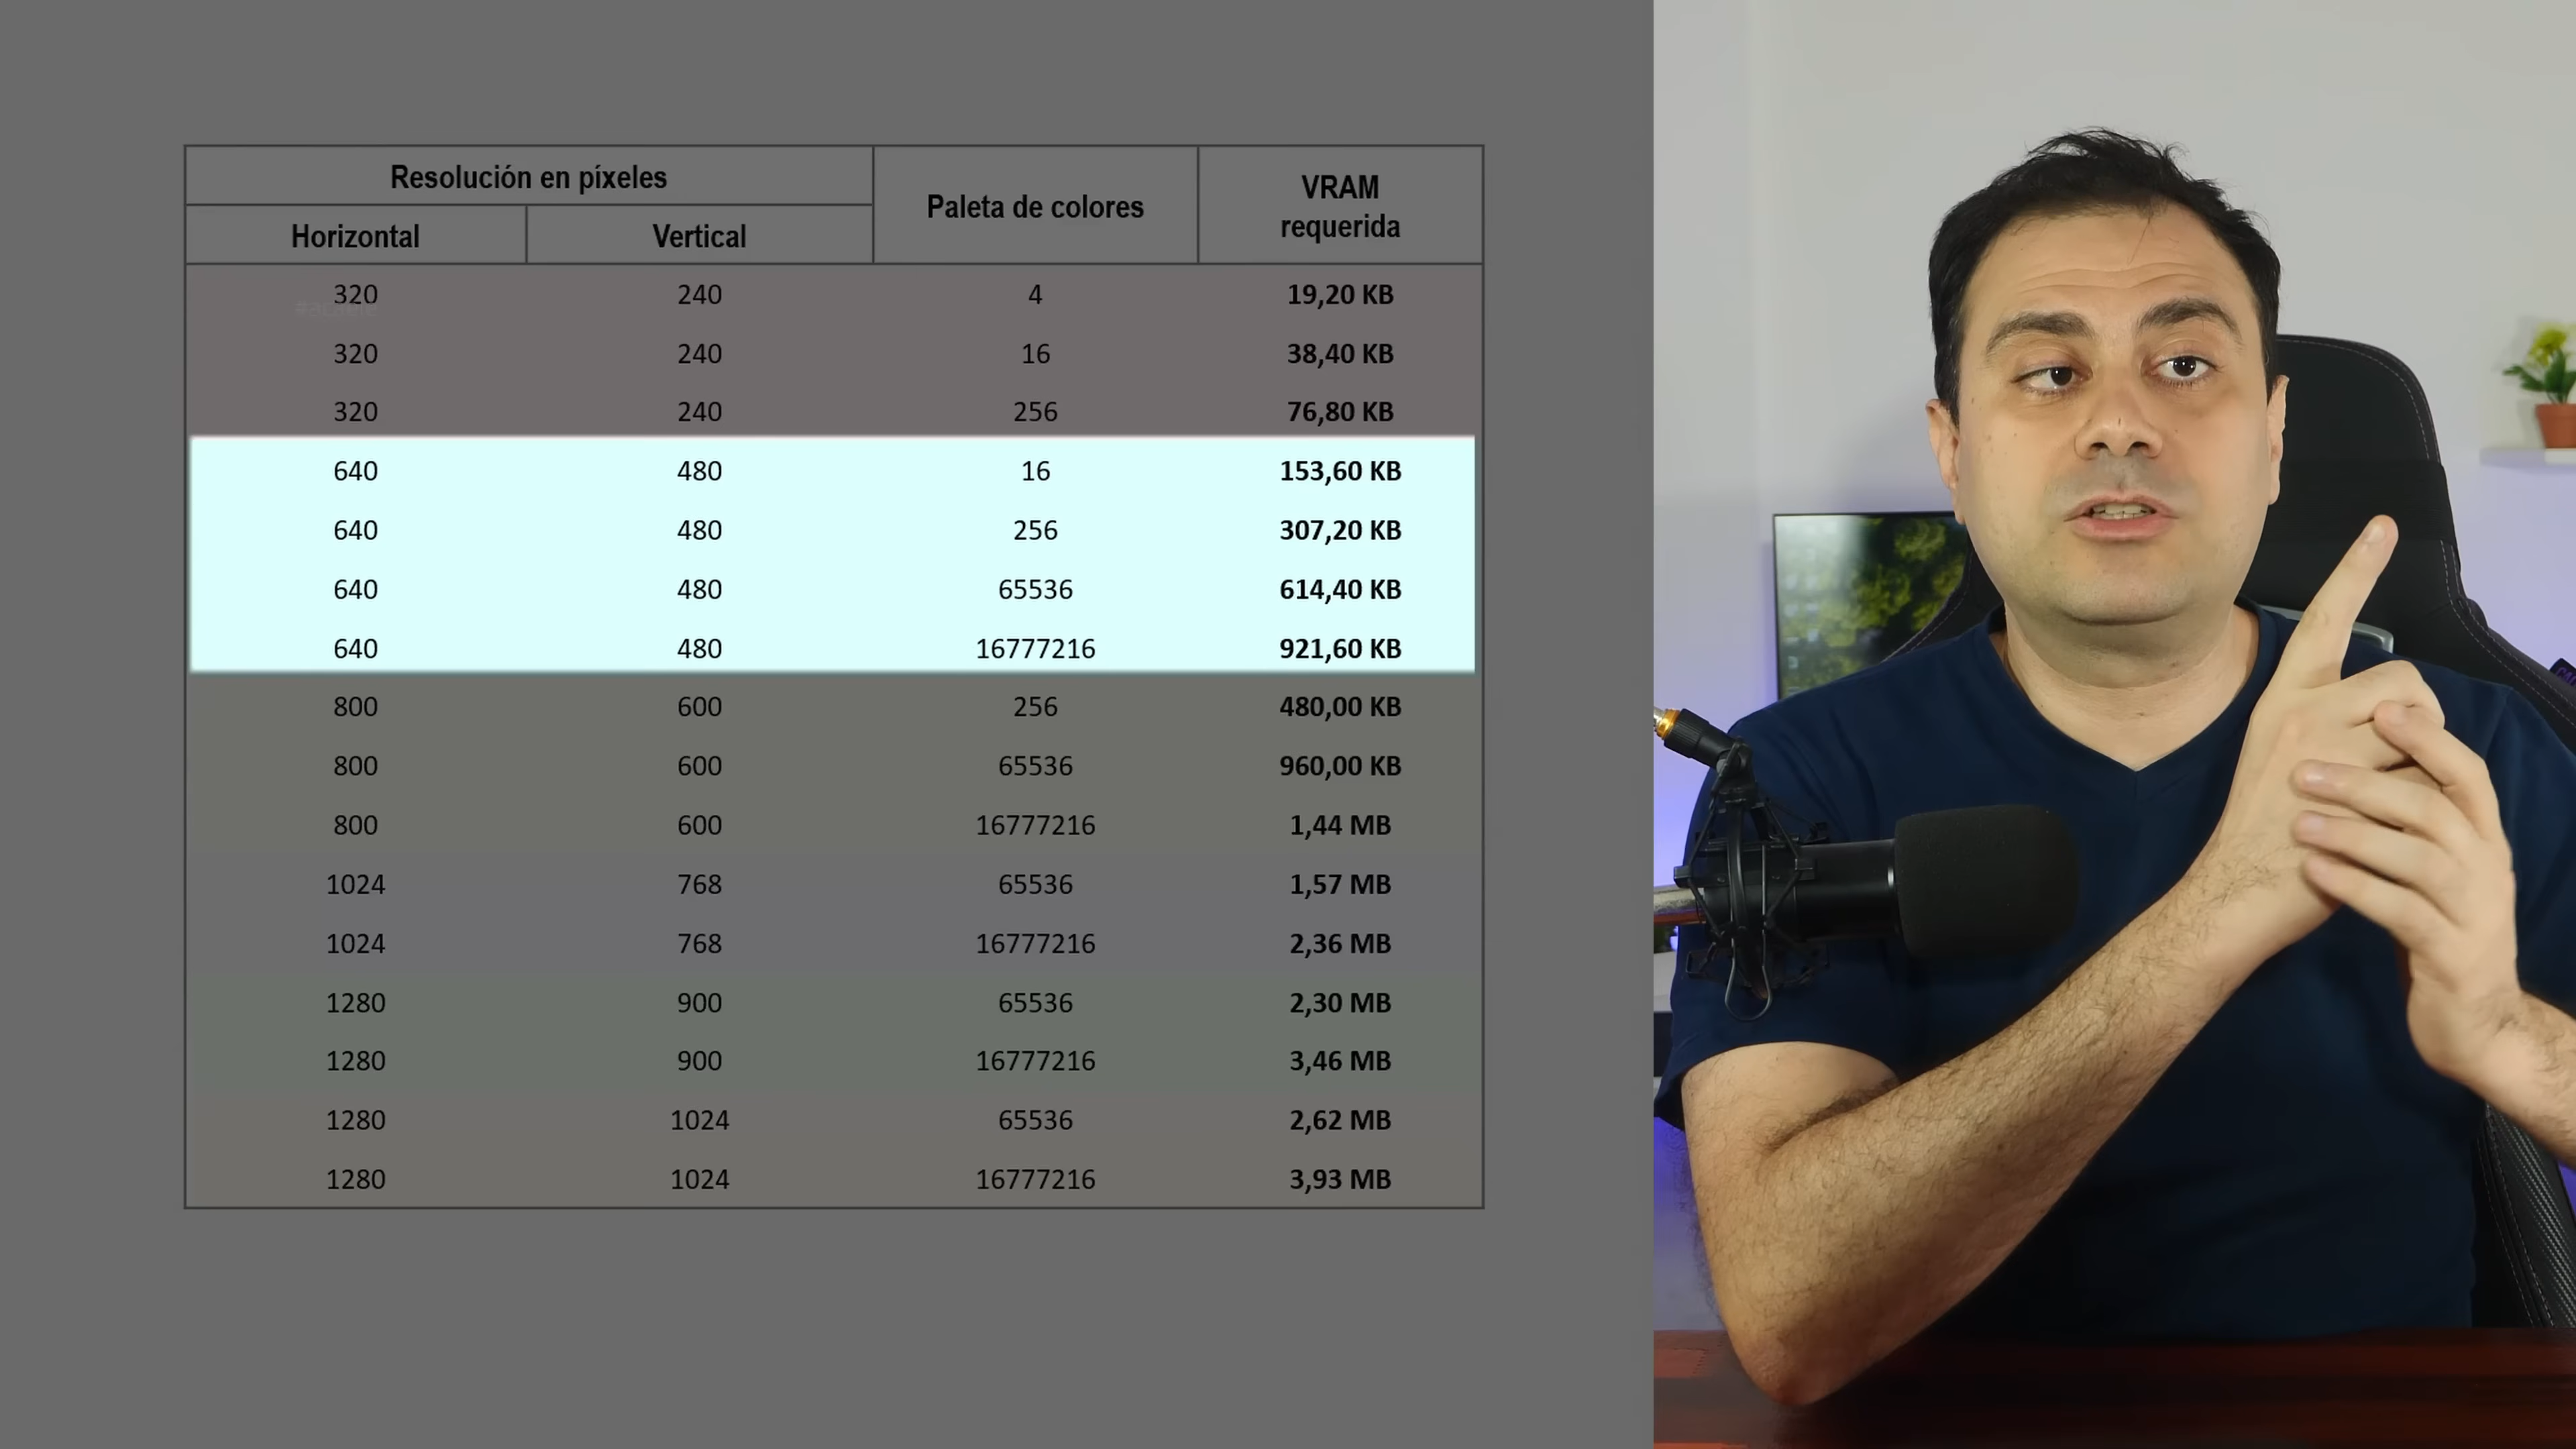 Resolución en píxeles
Paleta de colores
VRAM
requerida
Horizontal Vertical
320 240 4 19,20 KB
320 240 16 38,40 KB
320 240 256 76,80 KB
640 480 16 153,60 KB
640 480 256 307,20 KB
640 480 65536 614,40 KB
640 480 16777216 921,60 KB
800 600 256 480,00 KB
800 600 65536 960,00 KB
800 600 16777216 1,44 MB
1024 768 65536 1,57 MB
1024 768 16777216 2,36 MB
1280 900 65536 2,30 MB
1280 900 16777216 3,46 MB
1280 1024 65536 2,62 MB
1280 1024 16777216 3,93 MB